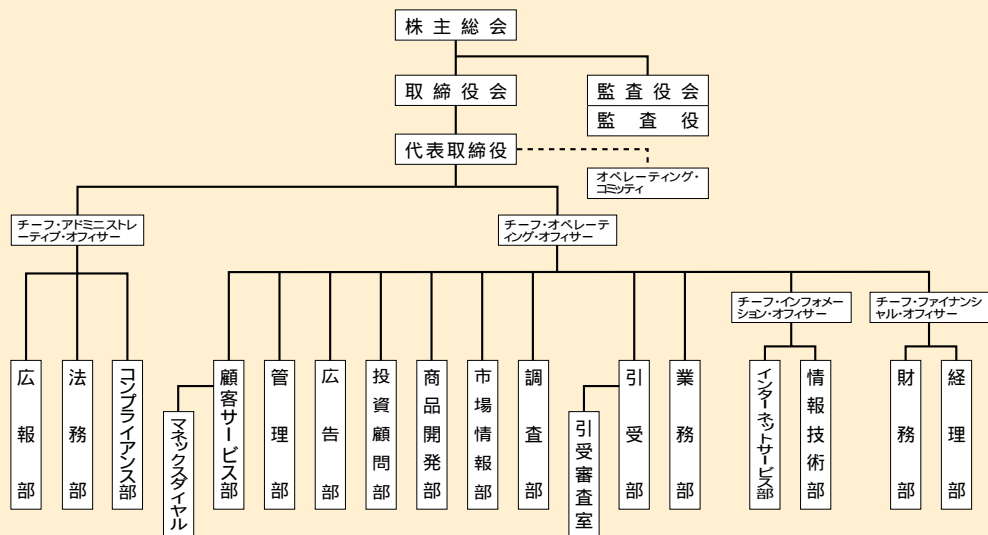 株主総会
取締役会
監査役会
監査役
代表取締役
オペレーティング・
コミッティ
チーフ・アドミニストレ
ーティブ・オフィサー
チーフ・オペレーテ
ィング・オフィサー
チーフ・インフォメー
ション・オフィサー
チーフ・ファイナンシ
ャル・オフィサー
広報部
法務部
コンプライアンス部
マネックスダイヤル
顧客サービス部
管理部
広告部
投資顧問部
商品開発部
市場情報部
調査部
引受審査室
引受部
業務部
インターネットサービス部
情報技術部
財務部
経理部